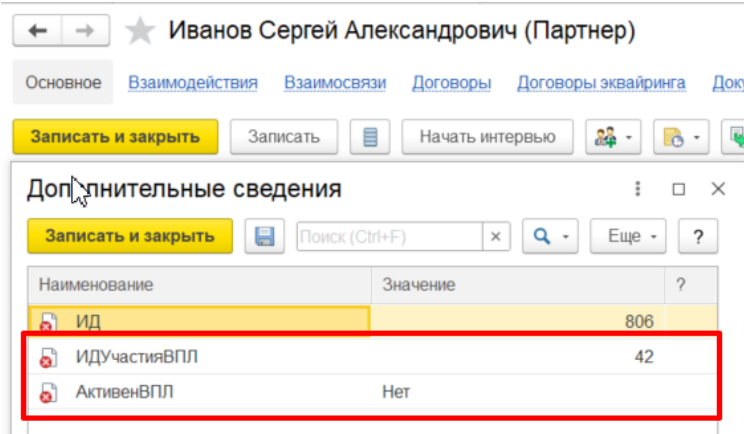 Иванов Сергей Александрович (Партнер)
Основное Взаимодействия Взаимосвязи Договоры Договоры эквайринга
Записать и закрыть Записать Начать интервью
Дополнительные сведения
Записать и закрыть Поиск (Ctrl+F) × Еще ?
Наименование Значение ?
ИД 806
ИДУчастияВПЛ 42
АктивенВПЛ Нет